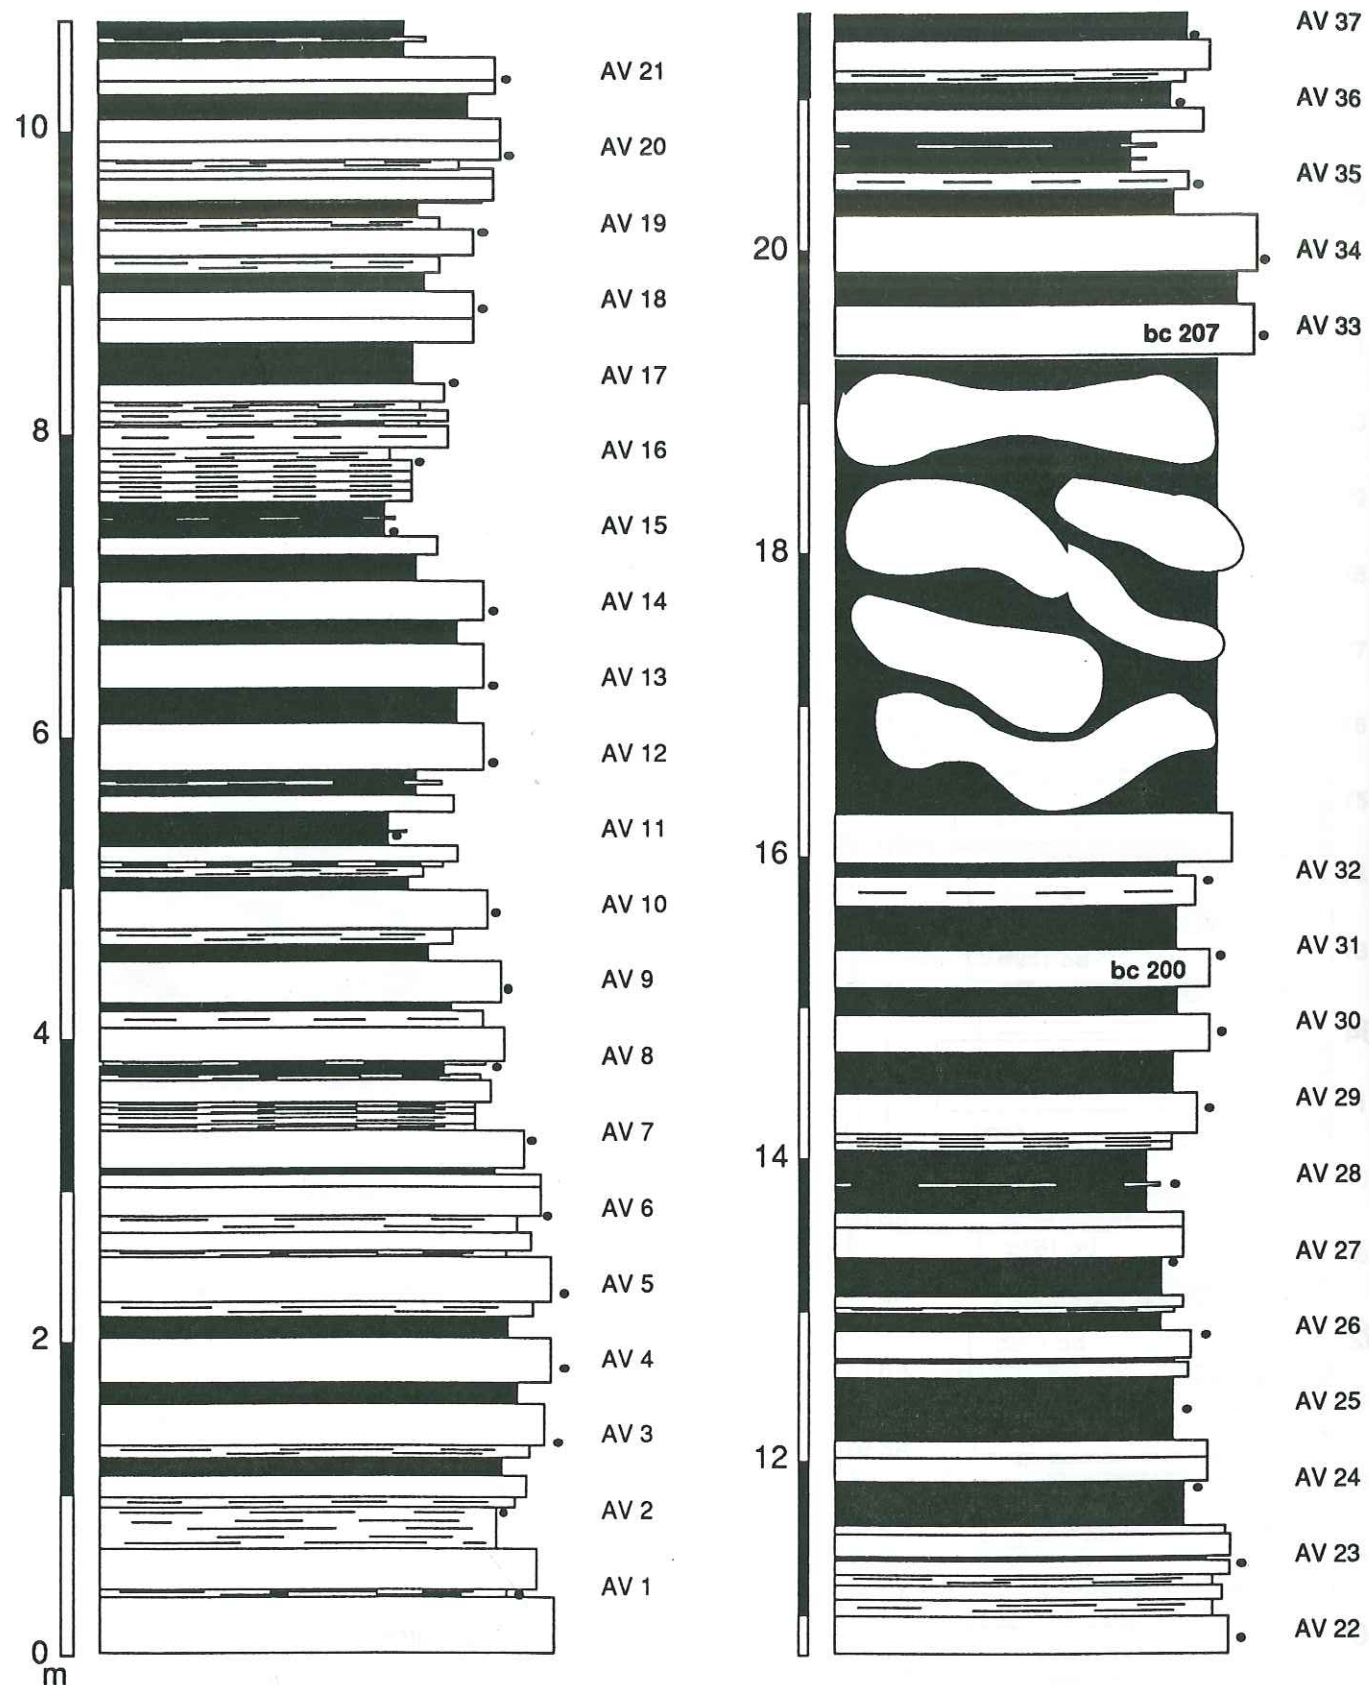 AV 21
10
AV 20
AV 19
AV 18
AV 17
8
AV 16
AV 15
AV 14
AV 13
6
AV 12
AV 11
AV 10
AV 9
4
AV 8
AV 7
AV 6
AV 5
2
AV 4
AV 3
AV 2
AV 1
0
m
AV 37
AV 36
AV 35
20
AV 34
bc 207
AV 33
18
16
AV 32
AV 31
bc 200
AV 30
AV 29
14
AV 28
AV 27
AV 26
AV 25
12
AV 24
AV 23
AV 22